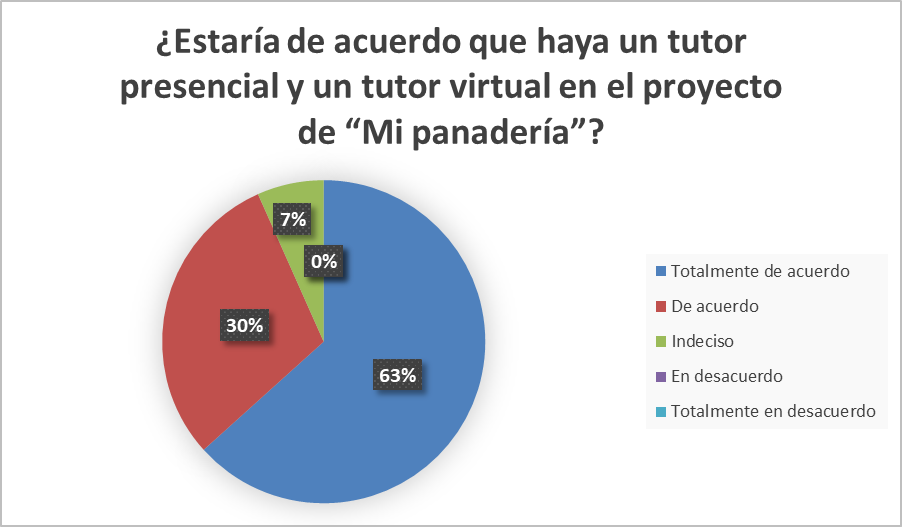 ¿Estaría de acuerdo que haya un tutor
presencial y un tutor virtual en el proyecto
de “Mi panadería”?
7%
0%
30%
63%
Totalmente de acuerdo
De acuerdo
Indeciso
En desacuerdo
Totalmente en desacuerdo